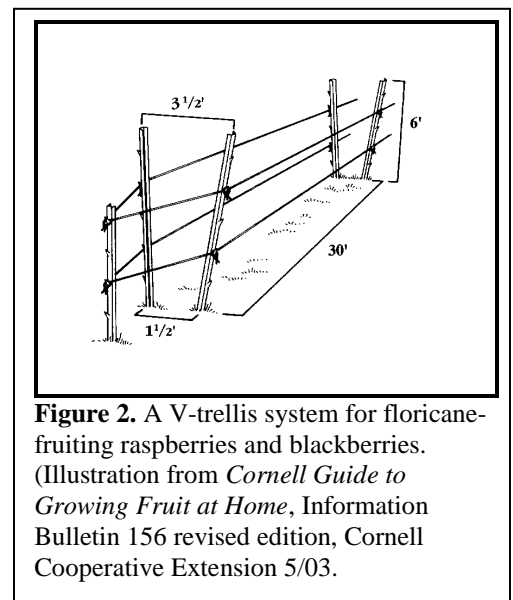 3 1/2'
6'
30'
1 1/2'
Figure 2. A V-trellis system for floricane-
fruiting raspberries and blackberries.
(Illustration from Cornell Guide to
Growing Fruit at Home, Information
Bulletin 156 revised edition, Cornell
Cooperative Extension 5/03.